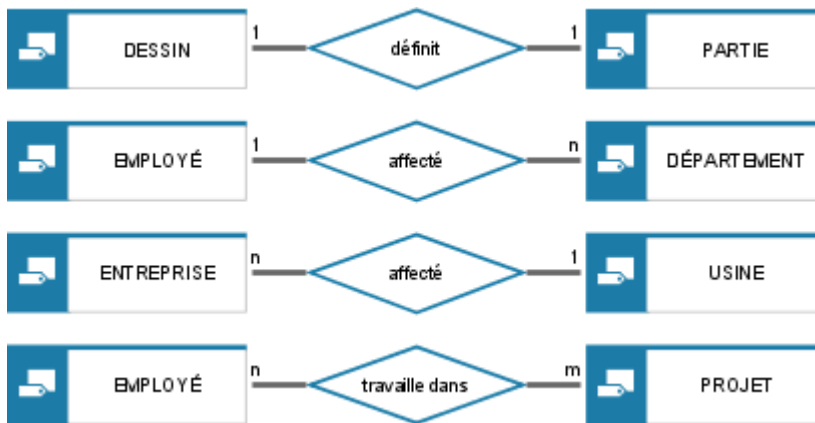 DESSIN 1 définit 1 PARTIE
EMPLOYÉ 1 affecté n DÉPARTEMENT
ENTREPRISE n affecté 1 USINE
EMPLOYÉ n travaille dans m PROJET